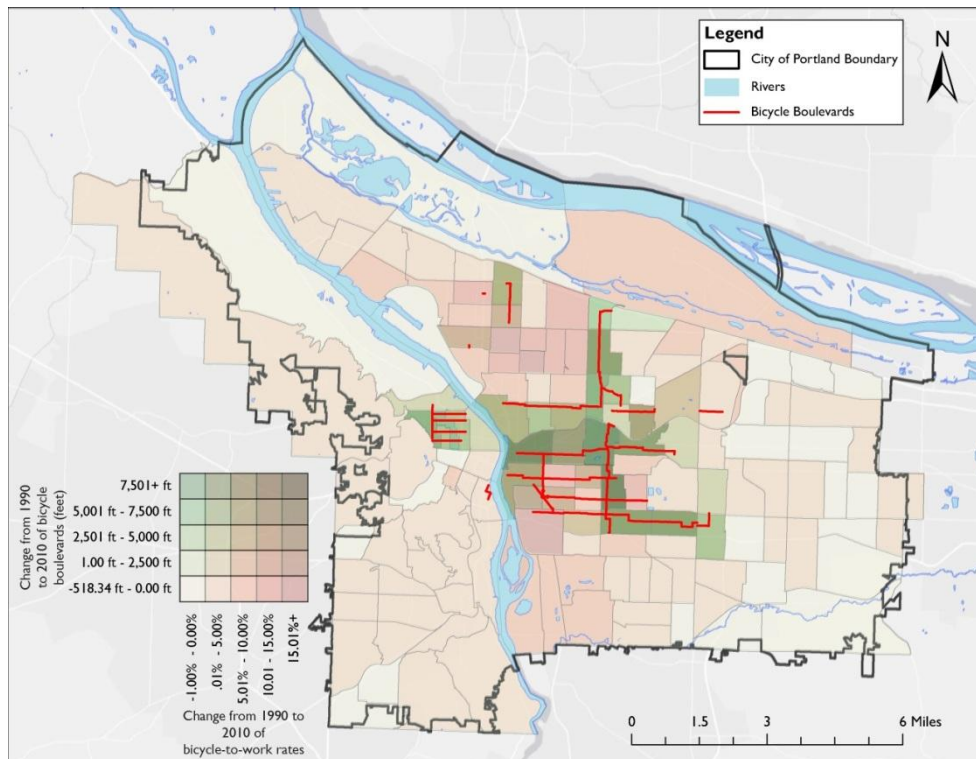 Legend
City of Portland Boundary
Rivers
Bicycle Boulevards
N
Change from 1990
to 2010 of bicycle
boulevards (feet)
7,501+ ft
5,001 ft - 7,500 ft
2,501 ft - 5,000 ft
1.00 ft - 2,500 ft
-518.34 ft - 0.00 ft
-1.00% - 0.00%
.01% - 5.00%
5.01% - 10.00%
10.01 - 15.00%
15.01%+
Change from 1990 to
2010 of
bicycle-to-work rates
0 1.5 3 6 Miles